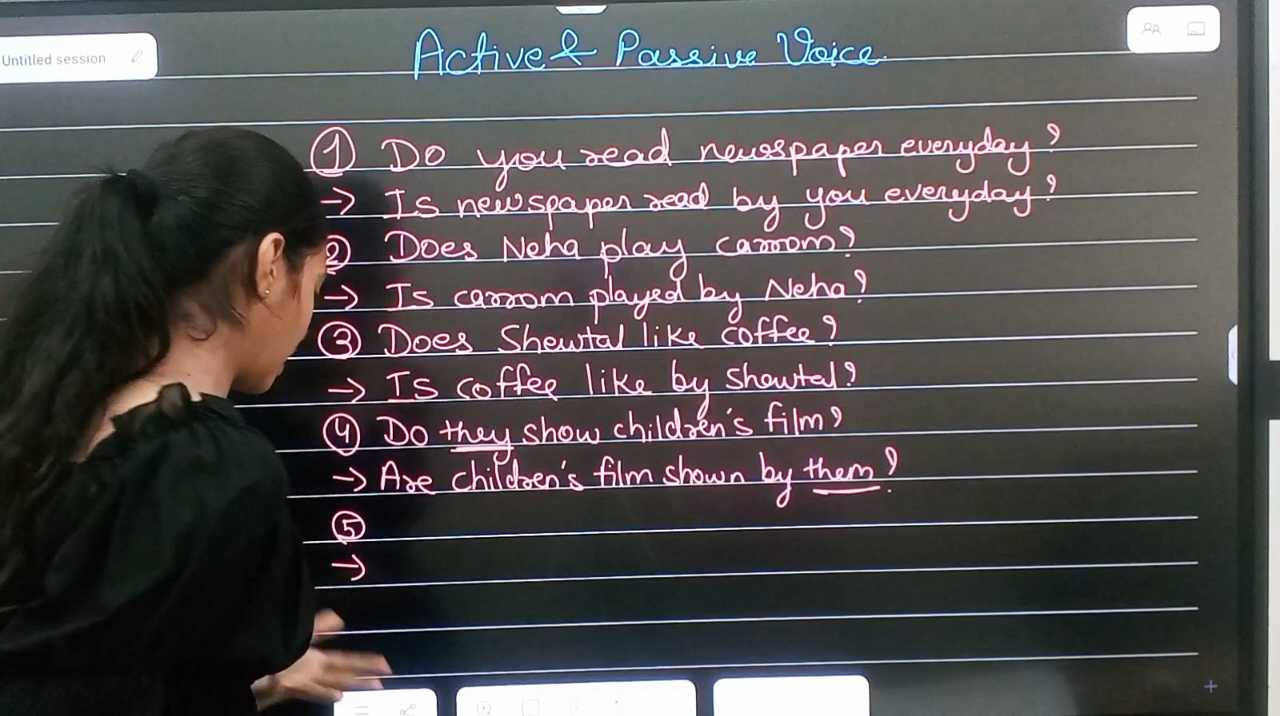 Untitled session
Active & Passive Voice.
① Do you read newspaper everyday?
→ Is newspaper read by you everyday?
② Does Neha play carrom?
→ Is carrom played by Neha?
③ Does Shewtal like coffee?
→ Is coffee like by Shewtal?
④ Do they show children's film?
→ Are children's film shown by them?
⑤
→